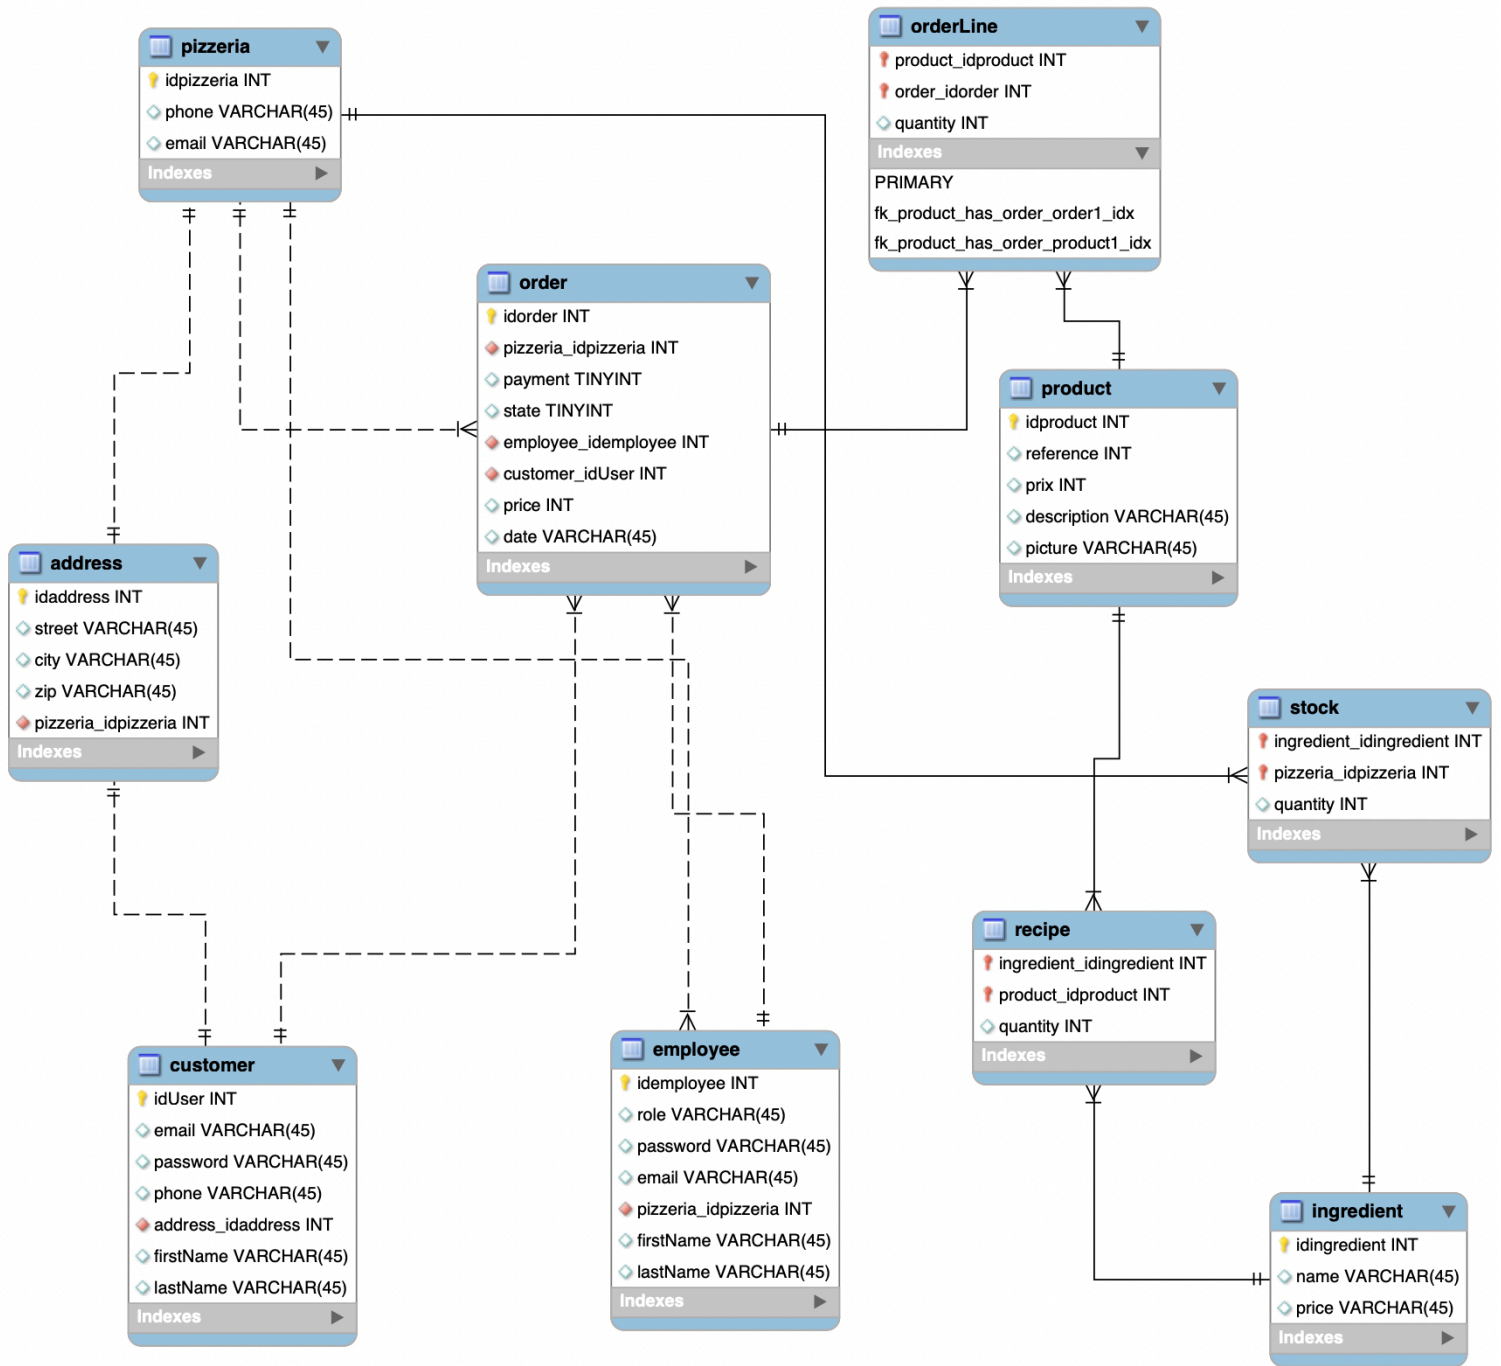 pizzeria
idpizzeria INT
phone VARCHAR(45)
email VARCHAR(45)
Indexes
orderLine
product_idproduct INT
order_idorder INT
quantity INT
Indexes
PRIMARY
fk_product_has_order_order1_idx
fk_product_has_order_product1_idx
order
idorder INT
pizzeria_idpizzeria INT
payment TINYINT
state TINYINT
employee_idemployee INT
customer_idUser INT
price INT
date VARCHAR(45)
Indexes
product
idproduct INT
reference INT
prix INT
description VARCHAR(45)
picture VARCHAR(45)
Indexes
address
idaddress INT
street VARCHAR(45)
city VARCHAR(45)
zip VARCHAR(45)
pizzeria_idpizzeria INT
Indexes
stock
ingredient_idingredient INT
pizzeria_idpizzeria INT
quantity INT
Indexes
recipe
ingredient_idingredient INT
product_idproduct INT
quantity INT
Indexes
customer
idUser INT
email VARCHAR(45)
password VARCHAR(45)
phone VARCHAR(45)
address_idaddress INT
firstName VARCHAR(45)
lastName VARCHAR(45)
Indexes
employee
idemployee INT
role VARCHAR(45)
password VARCHAR(45)
email VARCHAR(45)
pizzeria_idpizzeria INT
firstName VARCHAR(45)
lastName VARCHAR(45)
Indexes
ingredient
idingredient INT
name VARCHAR(45)
price VARCHAR(45)
Indexes